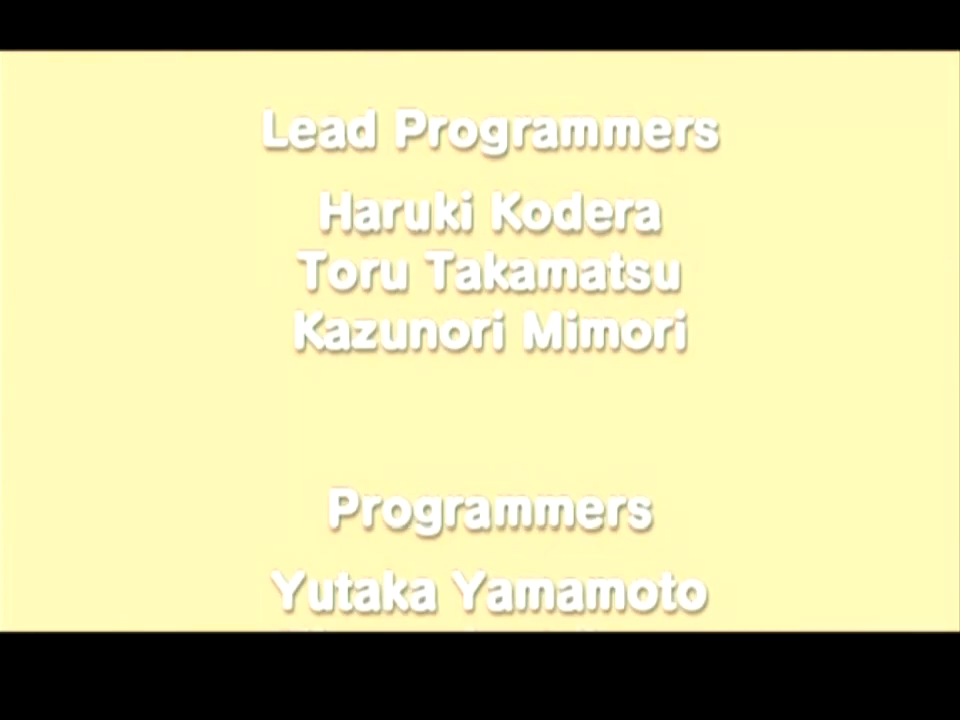 Lead Programmers
Haruki Kodera
Toru Takamatsu
Kazunori Mimori
Programmers
Yutaka Yamamoto